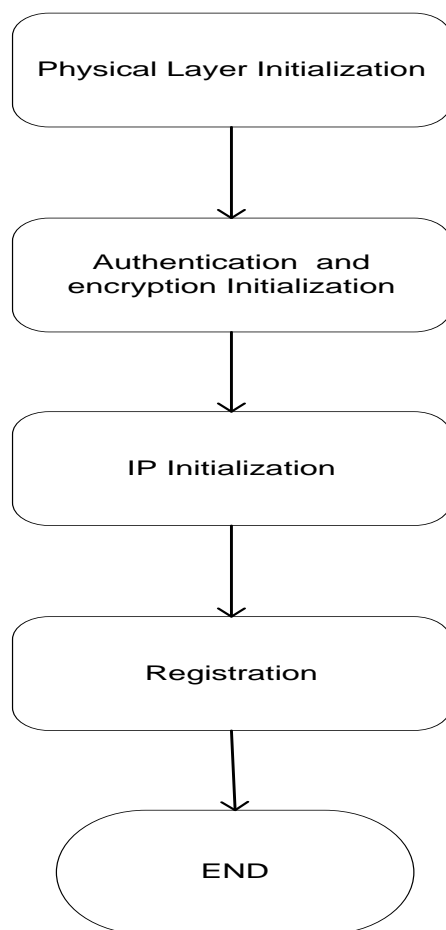 Physical Layer Initialization
Authentication and
encryption Initialization
IP Initialization
Registration
END